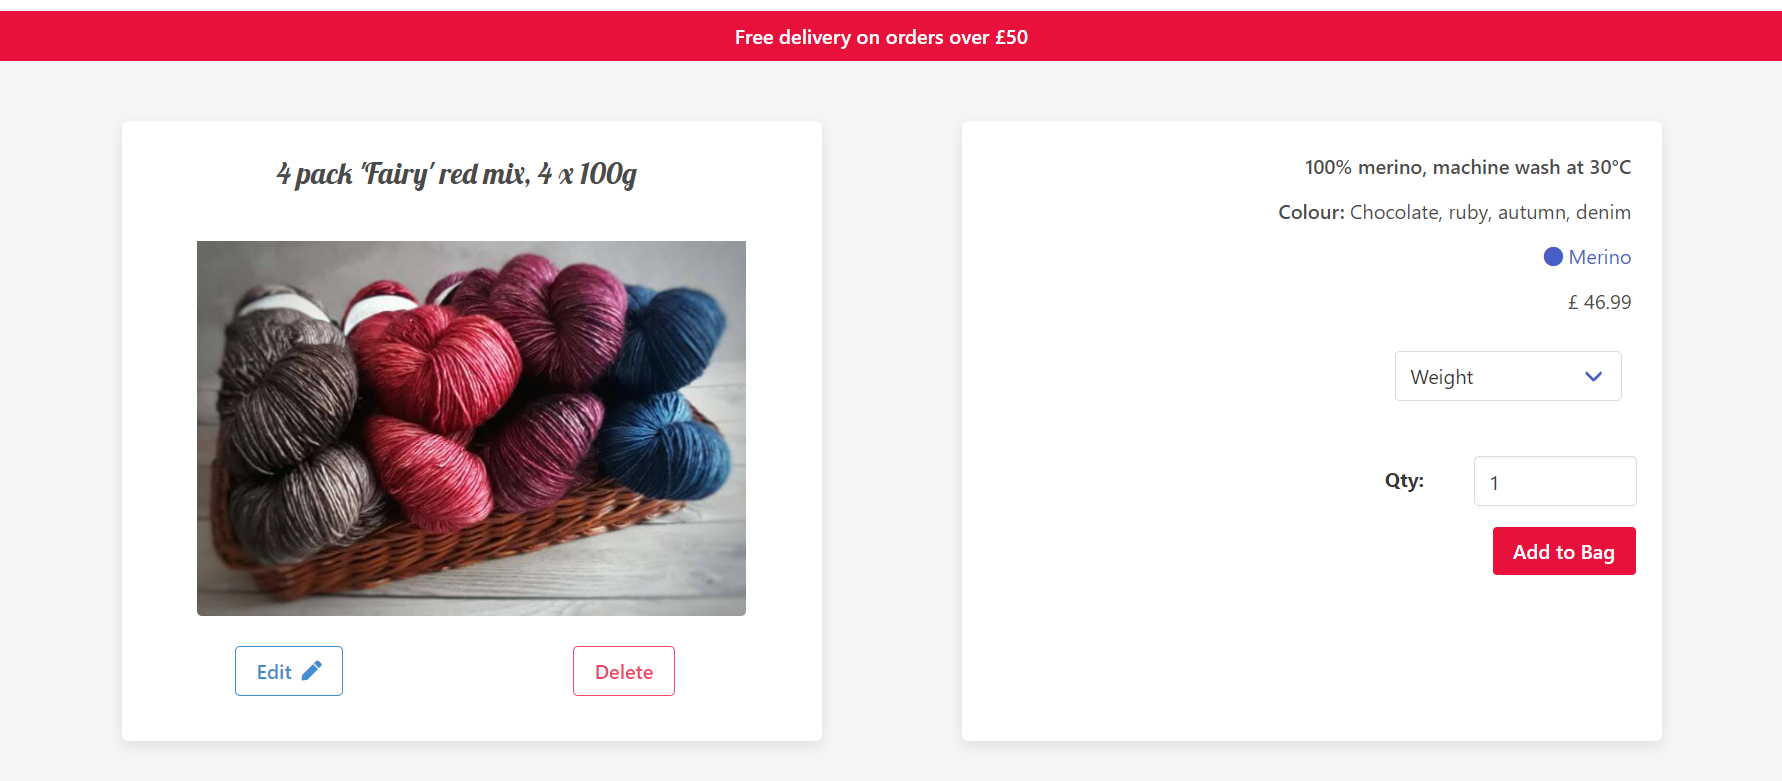 Free delivery on orders over £50
4 pack 'Fairy' red mix, 4 x 100g
Edit
Delete
100% merino, machine wash at 30°C
Colour: Chocolate, ruby, autumn, denim
Merino
£ 46.99
Weight
Qty: 1
Add to Bag